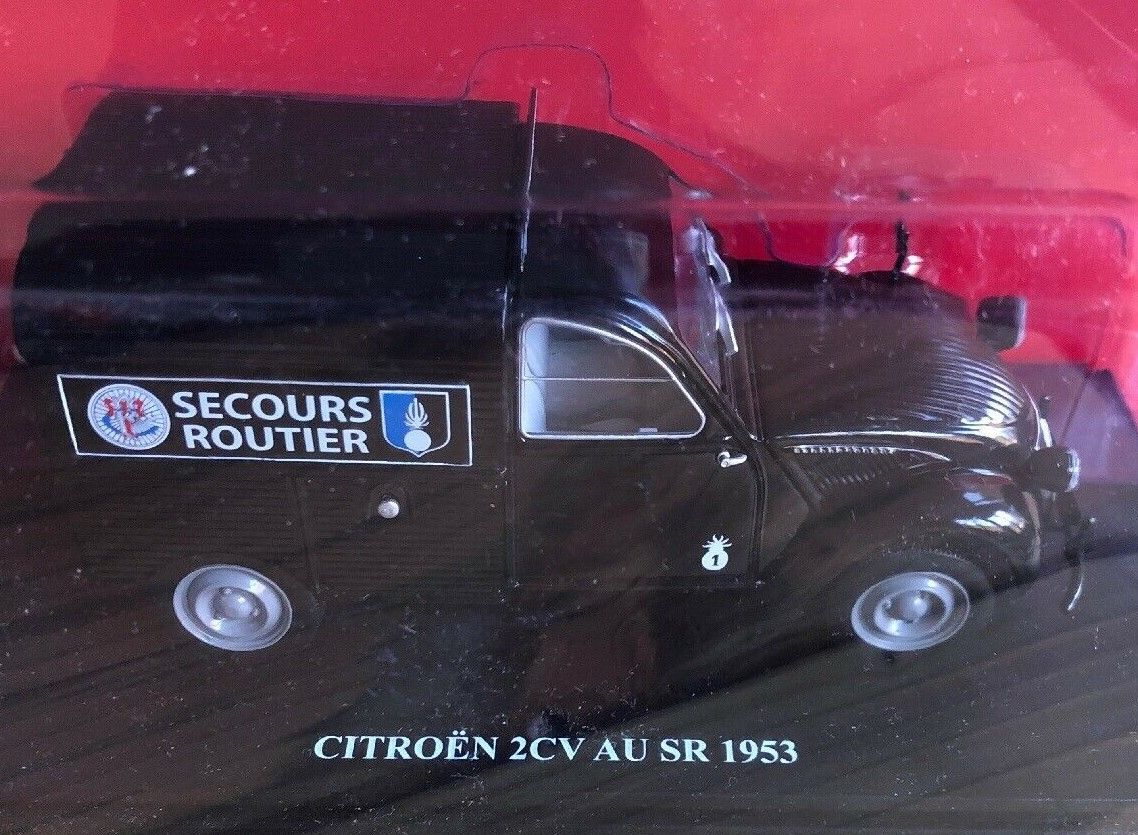 SECOURS
ROUTIER
1
CITROËN 2CV AU SR 1953